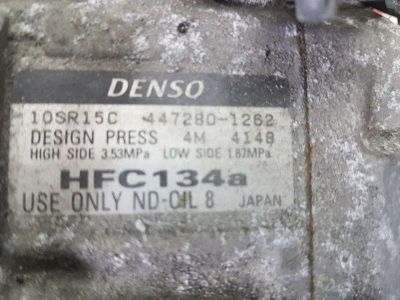 DENSO
10SR15C 447280-1262
DESIGN PRESS 4M 4148
HIGH SIDE 3.53MPa LOW SIDE 1.67MPa
HFC134a
USE ONLY ND-OIL 8 JAPAN